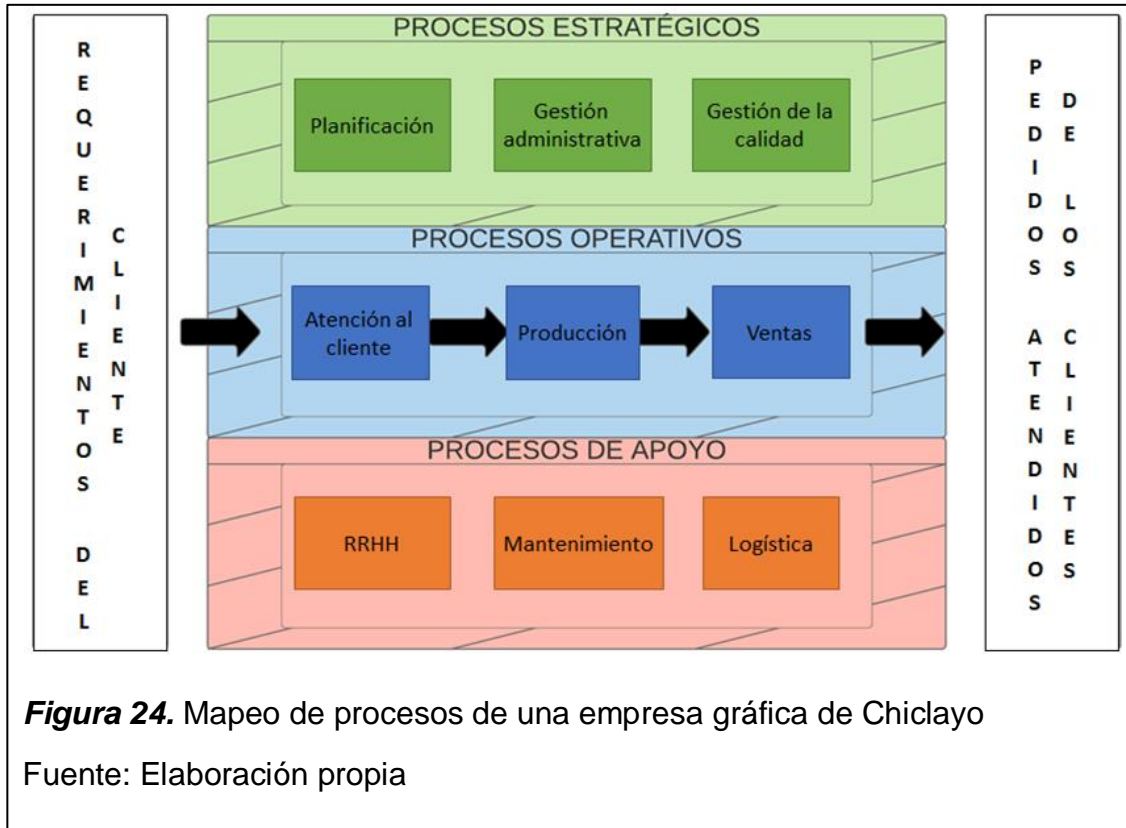 REQUERIMIENTOS DEL
CLIENTE
PROCESOS ESTRATÉGICOS
Planificación
Gestión
administrativa
Gestión de la
calidad
PROCESOS OPERATIVOS
Atención al
cliente
Producción
Ventas
PROCESOS DE APOYO
RRHH
Mantenimiento
Logística
PEDIDOS ATENDIDOS
DE LOS CLIENTES
Figura 24. Mapeo de procesos de una empresa gráfica de Chiclayo
Fuente: Elaboración propia